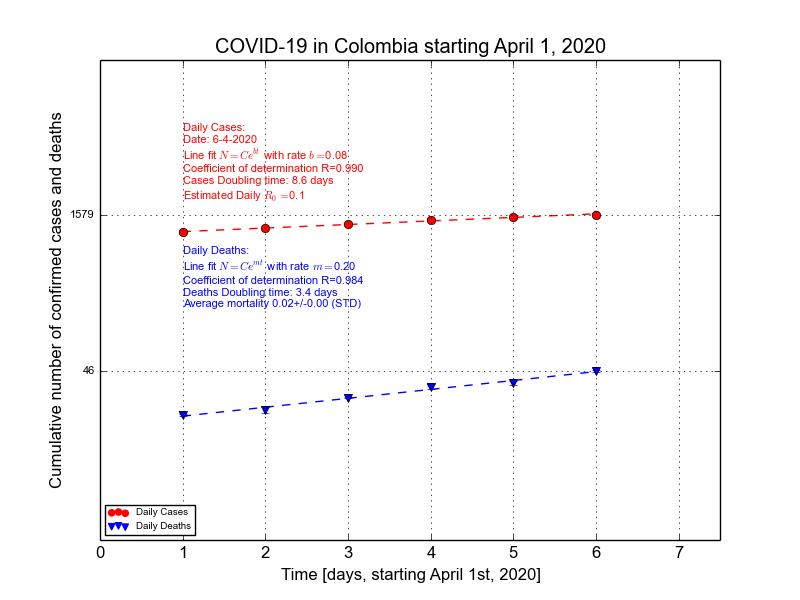 COVID-19 in Colombia starting April 1, 2020
Daily Cases:
Date: 6-4-2020
Line fit N=Ce^{bt} with rate b=0.08
Coefficient of determination R=0.990
Cases Doubling time: 8.6 days
Estimated Daily R_0=0.1
1579
Daily Deaths:
Line fit N=Ce^{mt} with rate m=0.20
Coefficient of determination R=0.984
Deaths Doubling time: 3.4 days
Average mortality 0.02+/-0.00 (STD)
46
Cumulative number of confirmed cases and deaths
Daily Cases
Daily Deaths
0 1 2 3 4 5 6 7
Time [days, starting April 1st, 2020]